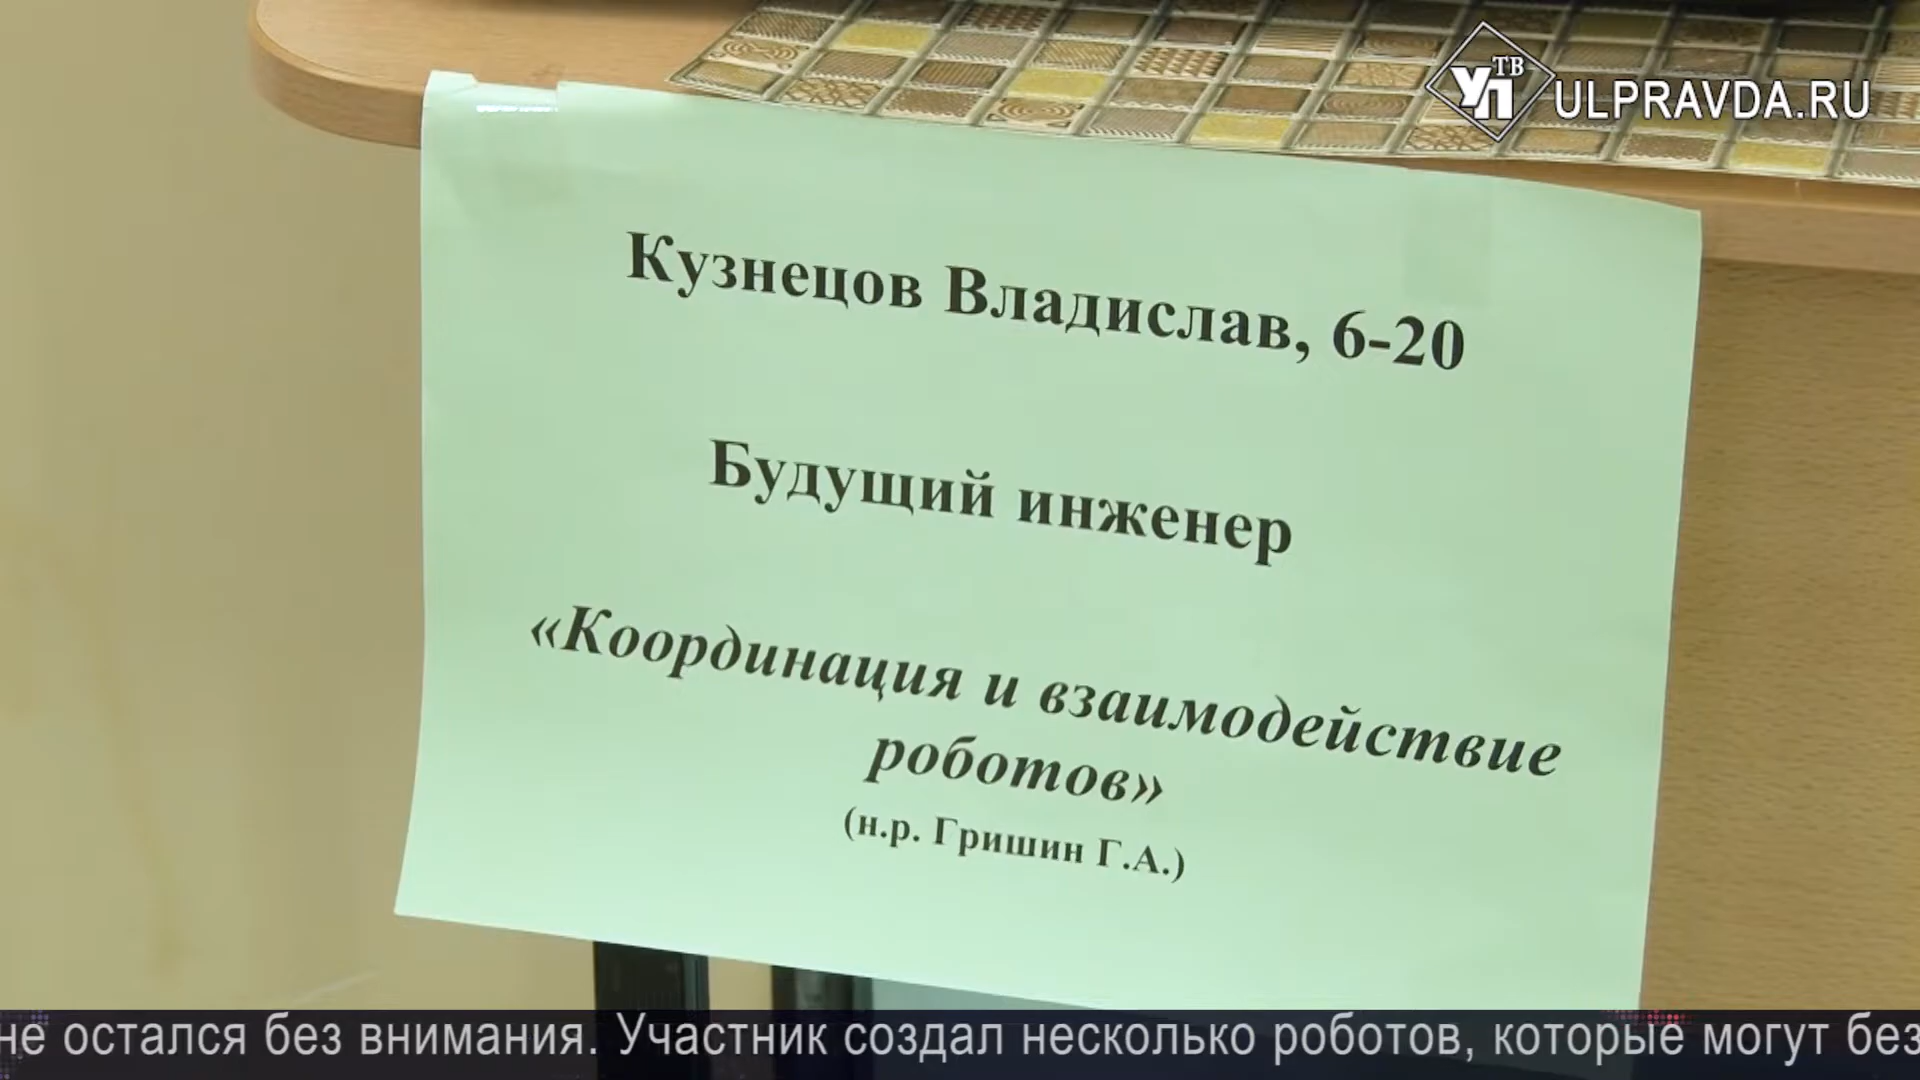 УП ТВ ULPRAVDA.RU
Кузнецов Владислав, 6-20
Будущий инженер
«Координация и взаимодействие
роботов»
(н.р. Гришин Г.А.)
не остался без внимания. Участник создал несколько роботов, которые могут без